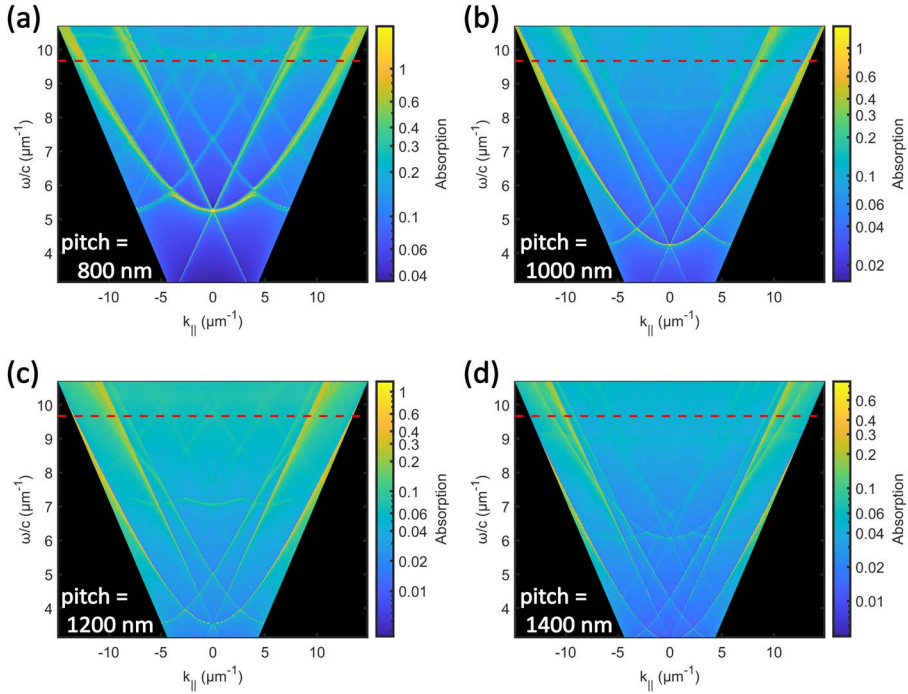 (a)
10
9
8
7
6
5
4
ω/c (μm⁻¹)
pitch =
800 nm
-10 -5 0 5 10
k|| (μm⁻¹)
1
0.6
0.4
0.3
0.2
0.1
0.06
0.04
Absorption
(b)
10
9
8
7
6
5
4
ω/c (μm⁻¹)
pitch =
1000 nm
-10 -5 0 5 10
k|| (μm⁻¹)
1
0.6
0.4
0.3
0.2
0.1
0.06
0.04
0.02
Absorption
(c)
10
9
8
7
6
5
4
ω/c (μm⁻¹)
pitch =
1200 nm
-10 -5 0 5 10
k|| (μm⁻¹)
1
0.6
0.4
0.3
0.2
0.1
0.06
0.04
0.02
0.01
Absorption
(d)
10
9
8
7
6
5
4
ω/c (μm⁻¹)
pitch =
1400 nm
-10 -5 0 5 10
k|| (μm⁻¹)
0.6
0.4
0.3
0.2
0.1
0.06
0.04
0.02
0.01
Absorption